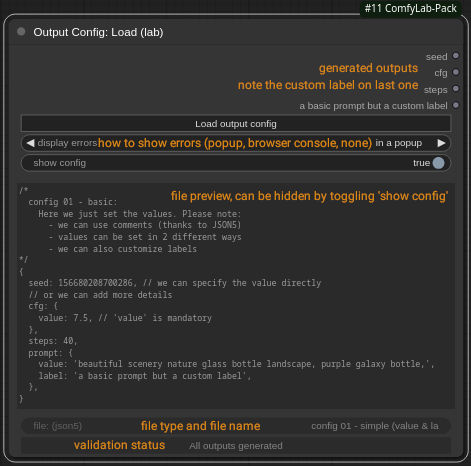 #11 ComfyLab-Pack
Output Config: Load (lab)
seed
generated outputs
cfg
note the custom label on last one
steps
a basic prompt but a custom label
Load output config
display errors how to show errors (popup, browser console, none) in a popup
show config true
file preview, can be hidden by toggling 'show config'
/*
config 01 - basic:
Here we just set the values. Please note:
- we can use comments (thanks to JSON5)
- values can be set in 2 different ways
- we can also customize labels
*/
{
seed: 156680208700286, // we can specify the value directly
// or we can add more details
cfg: {
value: 7.5, // 'value' is mandatory
},
steps: 40,
prompt: {
value: 'beautiful scenery nature glass bottle landscape, purple galaxy bottle,',
label: 'a basic prompt but a custom label',
},
}
file: (json5) file type and file name config 01 - simple (value & la
validation status All outputs generated